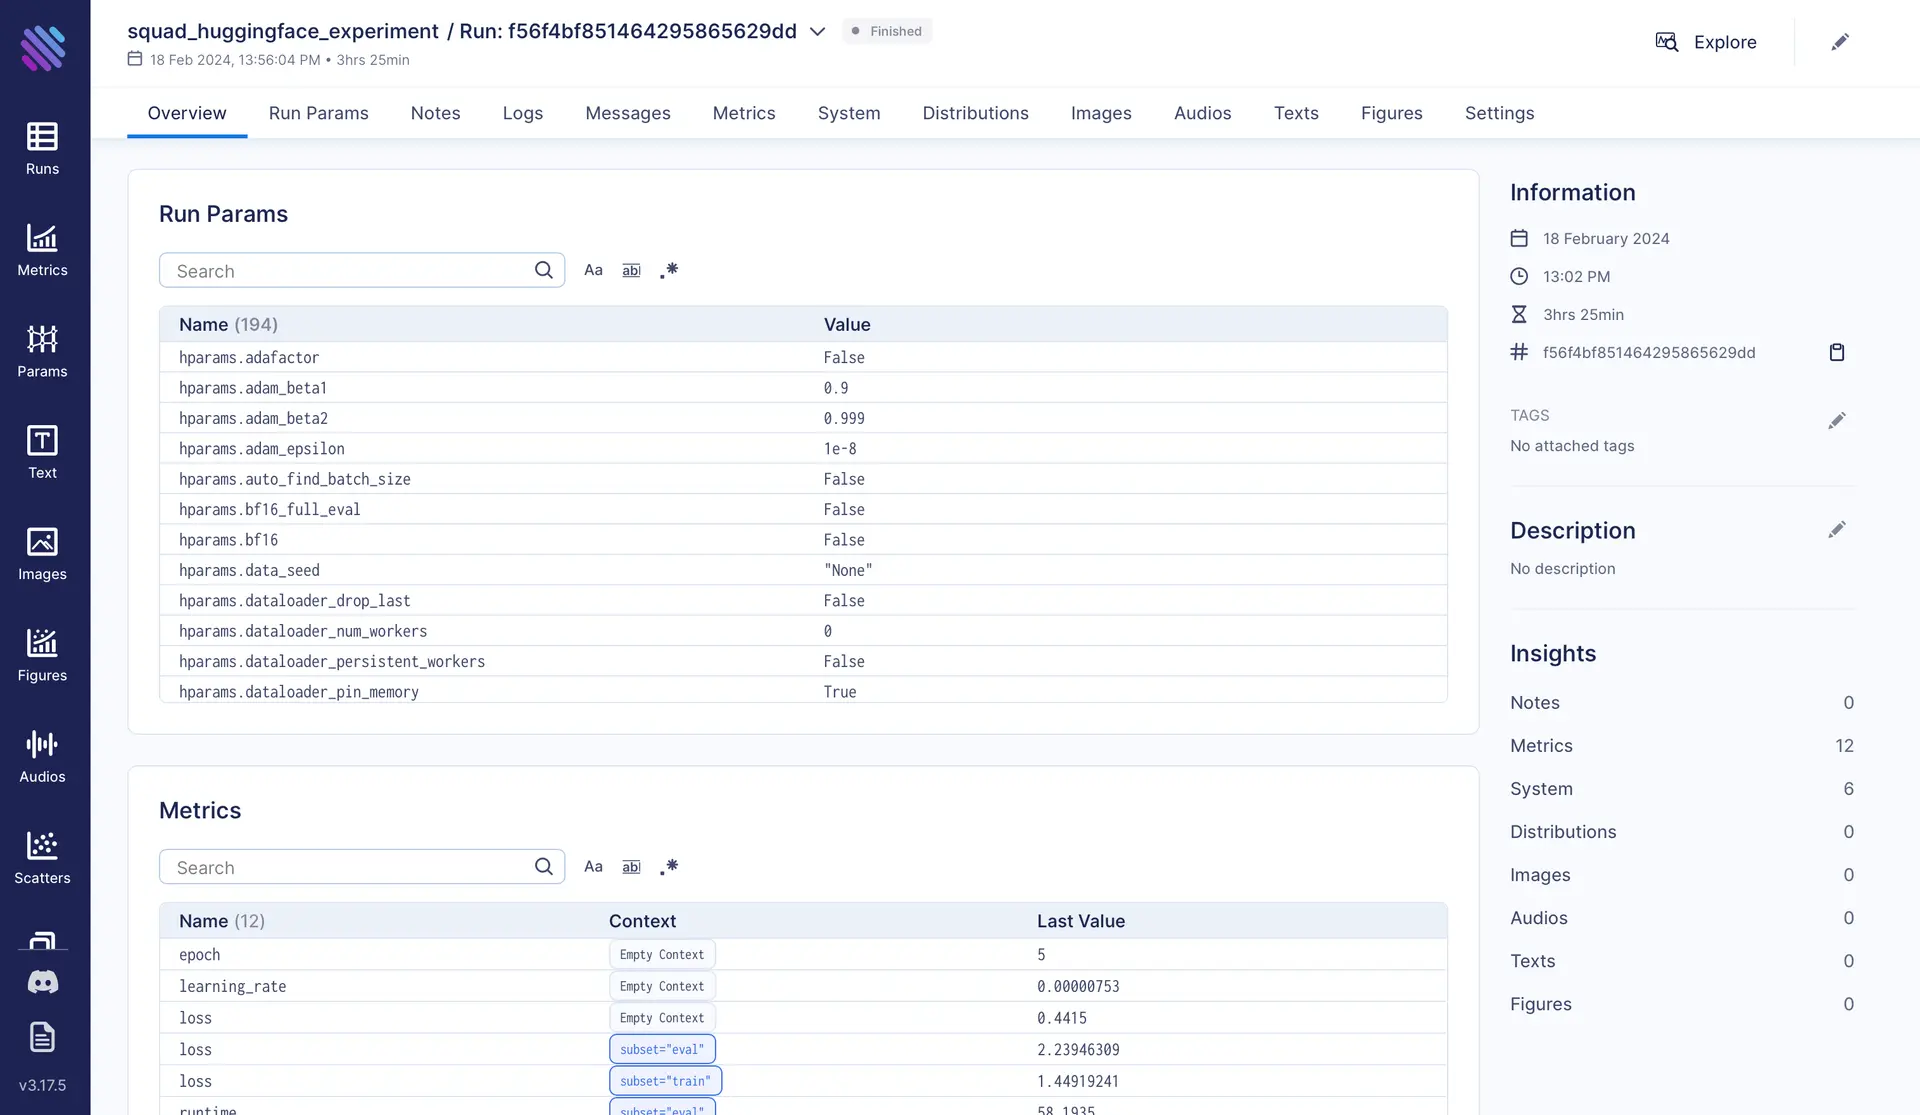 squad_huggingface_experiment / Run: f56f4bf851464295865629dd
Finished
18 Feb 2024, 13:56:04 PM • 3hrs 25min
Explore
Overview Run Params Notes Logs Messages Metrics System Distributions Images Audios Texts Figures Settings
Runs
Metrics
Params
Text
Images
Figures
Audios
Scatters
v3.17.5
Run Params
Search
Aa
abl
.*
Name (194) Value
hparams.adafactor False
hparams.adam_beta1 0.9
hparams.adam_beta2 0.999
hparams.adam_epsilon 1e-8
hparams.auto_find_batch_size False
hparams.bf16_full_eval False
hparams.bf16 False
hparams.data_seed "None"
hparams.dataloader_drop_last False
hparams.dataloader_num_workers 0
hparams.dataloader_persistent_workers False
hparams.dataloader_pin_memory True
Metrics
Search
Aa
abl
.*
Name (12) Context Last Value
epoch Empty Context 5
learning_rate Empty Context 0.00000753
loss Empty Context 0.4415
loss subset="eval" 2.23946309
loss subset="train" 1.44919241
runtime subset="eval" 58.1935
Information
18 February 2024
13:02 PM
3hrs 25min
f56f4bf851464295865629dd
TAGS
No attached tags
Description
No description
Insights
Notes 0
Metrics 12
System 6
Distributions 0
Images 0
Audios 0
Texts 0
Figures 0